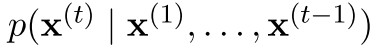 p(𝐱^{(t)} | 𝐱^{(1)}, . . . , 𝐱^{(t−1)})